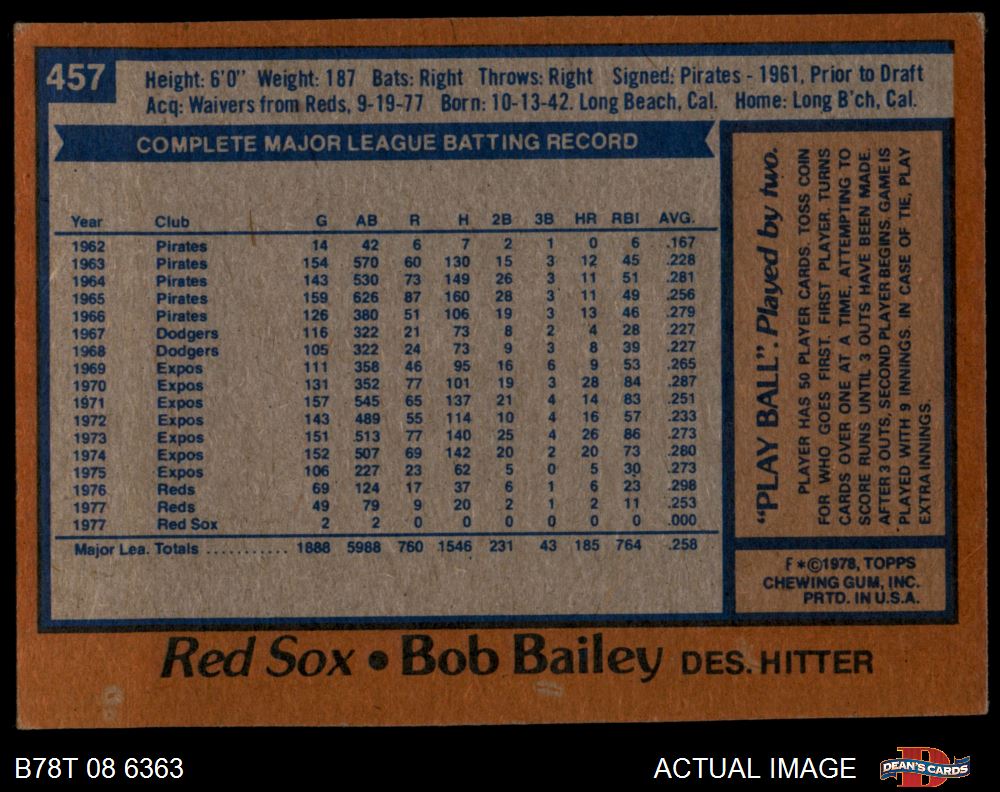 457
Height: 6'0" Weight: 187 Bats: Right Throws: Right Signed: Pirates - 1961, Prior to Draft
Acq: Waivers from Reds, 9-19-77 Born: 10-13-42. Long Beach, Cal. Home: Long B'ch, Cal.
COMPLETE MAJOR LEAGUE BATTING RECORD
Year Club G AB R H 2B 3B HR RBI AVG.
1962 Pirates 14 42 6 7 2 1 0 6 .167
1963 Pirates 154 570 60 130 15 3 12 45 .228
1964 Pirates 143 530 73 149 26 3 11 51 .281
1965 Pirates 159 626 87 160 28 3 11 49 .256
1966 Pirates 126 380 51 106 19 3 13 46 .279
1967 Dodgers 116 322 21 73 8 2 4 28 .227
1968 Dodgers 105 322 24 73 9 3 8 39 .227
1969 Expos 111 358 46 95 16 6 9 53 .265
1970 Expos 131 352 77 101 19 3 28 84 .287
1971 Expos 157 545 65 137 21 4 14 83 .251
1972 Expos 143 489 55 114 10 4 16 57 .233
1973 Expos 151 513 77 140 25 4 26 86 .273
1974 Expos 152 507 69 142 20 2 20 73 .280
1975 Expos 106 227 23 62 5 0 5 30 .273
1976 Reds 69 124 17 37 6 1 6 23 .298
1977 Reds 49 79 9 20 2 1 2 11 .253
1977 Red Sox 2 2 0 0 0 0 0 0 .000
Major Lea. Totals ........... 1888 5988 760 1546 231 43 185 764 .258
"PLAY BALL". Played by two.
PLAYER HAS 50 PLAYER CARDS. TOSS COIN
FOR WHO GOES FIRST. FIRST PLAYER, TURNS
CARDS OVER ONE AT A TIME, ATTEMPTING TO
SCORE RUNS UNTIL 3 OUTS HAVE BEEN MADE.
AFTER 3 OUTS, SECOND PLAYER BEGINS. GAME IS
PLAYED WITH 9 INNINGS. IN CASE OF TIE, PLAY
EXTRA INNINGS.
F *©1978, TOPPS
CHEWING GUM, INC.
PRTD. IN U.S.A.
Red Sox • Bob Bailey DES. HITTER
B78T 08 6363
ACTUAL IMAGE
DEAN'S CARDS